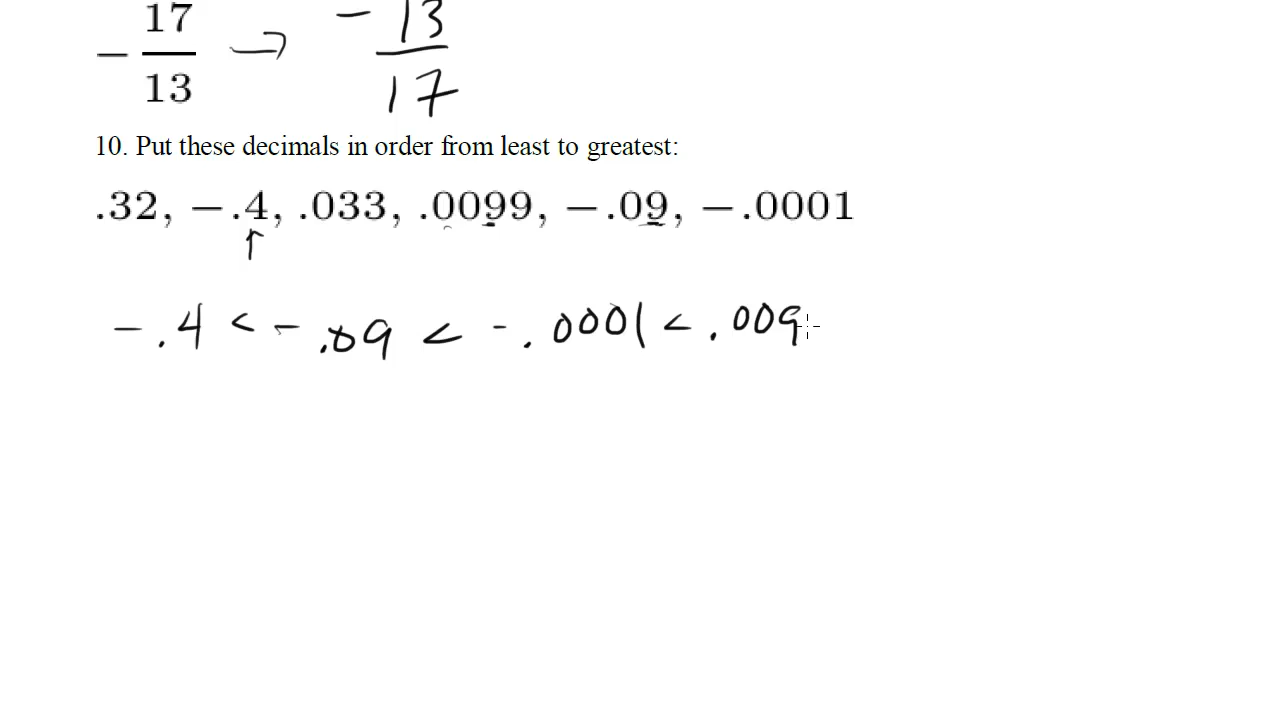 - 17/13 → - 13/17
10. Put these decimals in order from least to greatest:
.32, −.4, .033, .0099, −.09, −.0001
- .4 < - .09 < - .0001 < .009